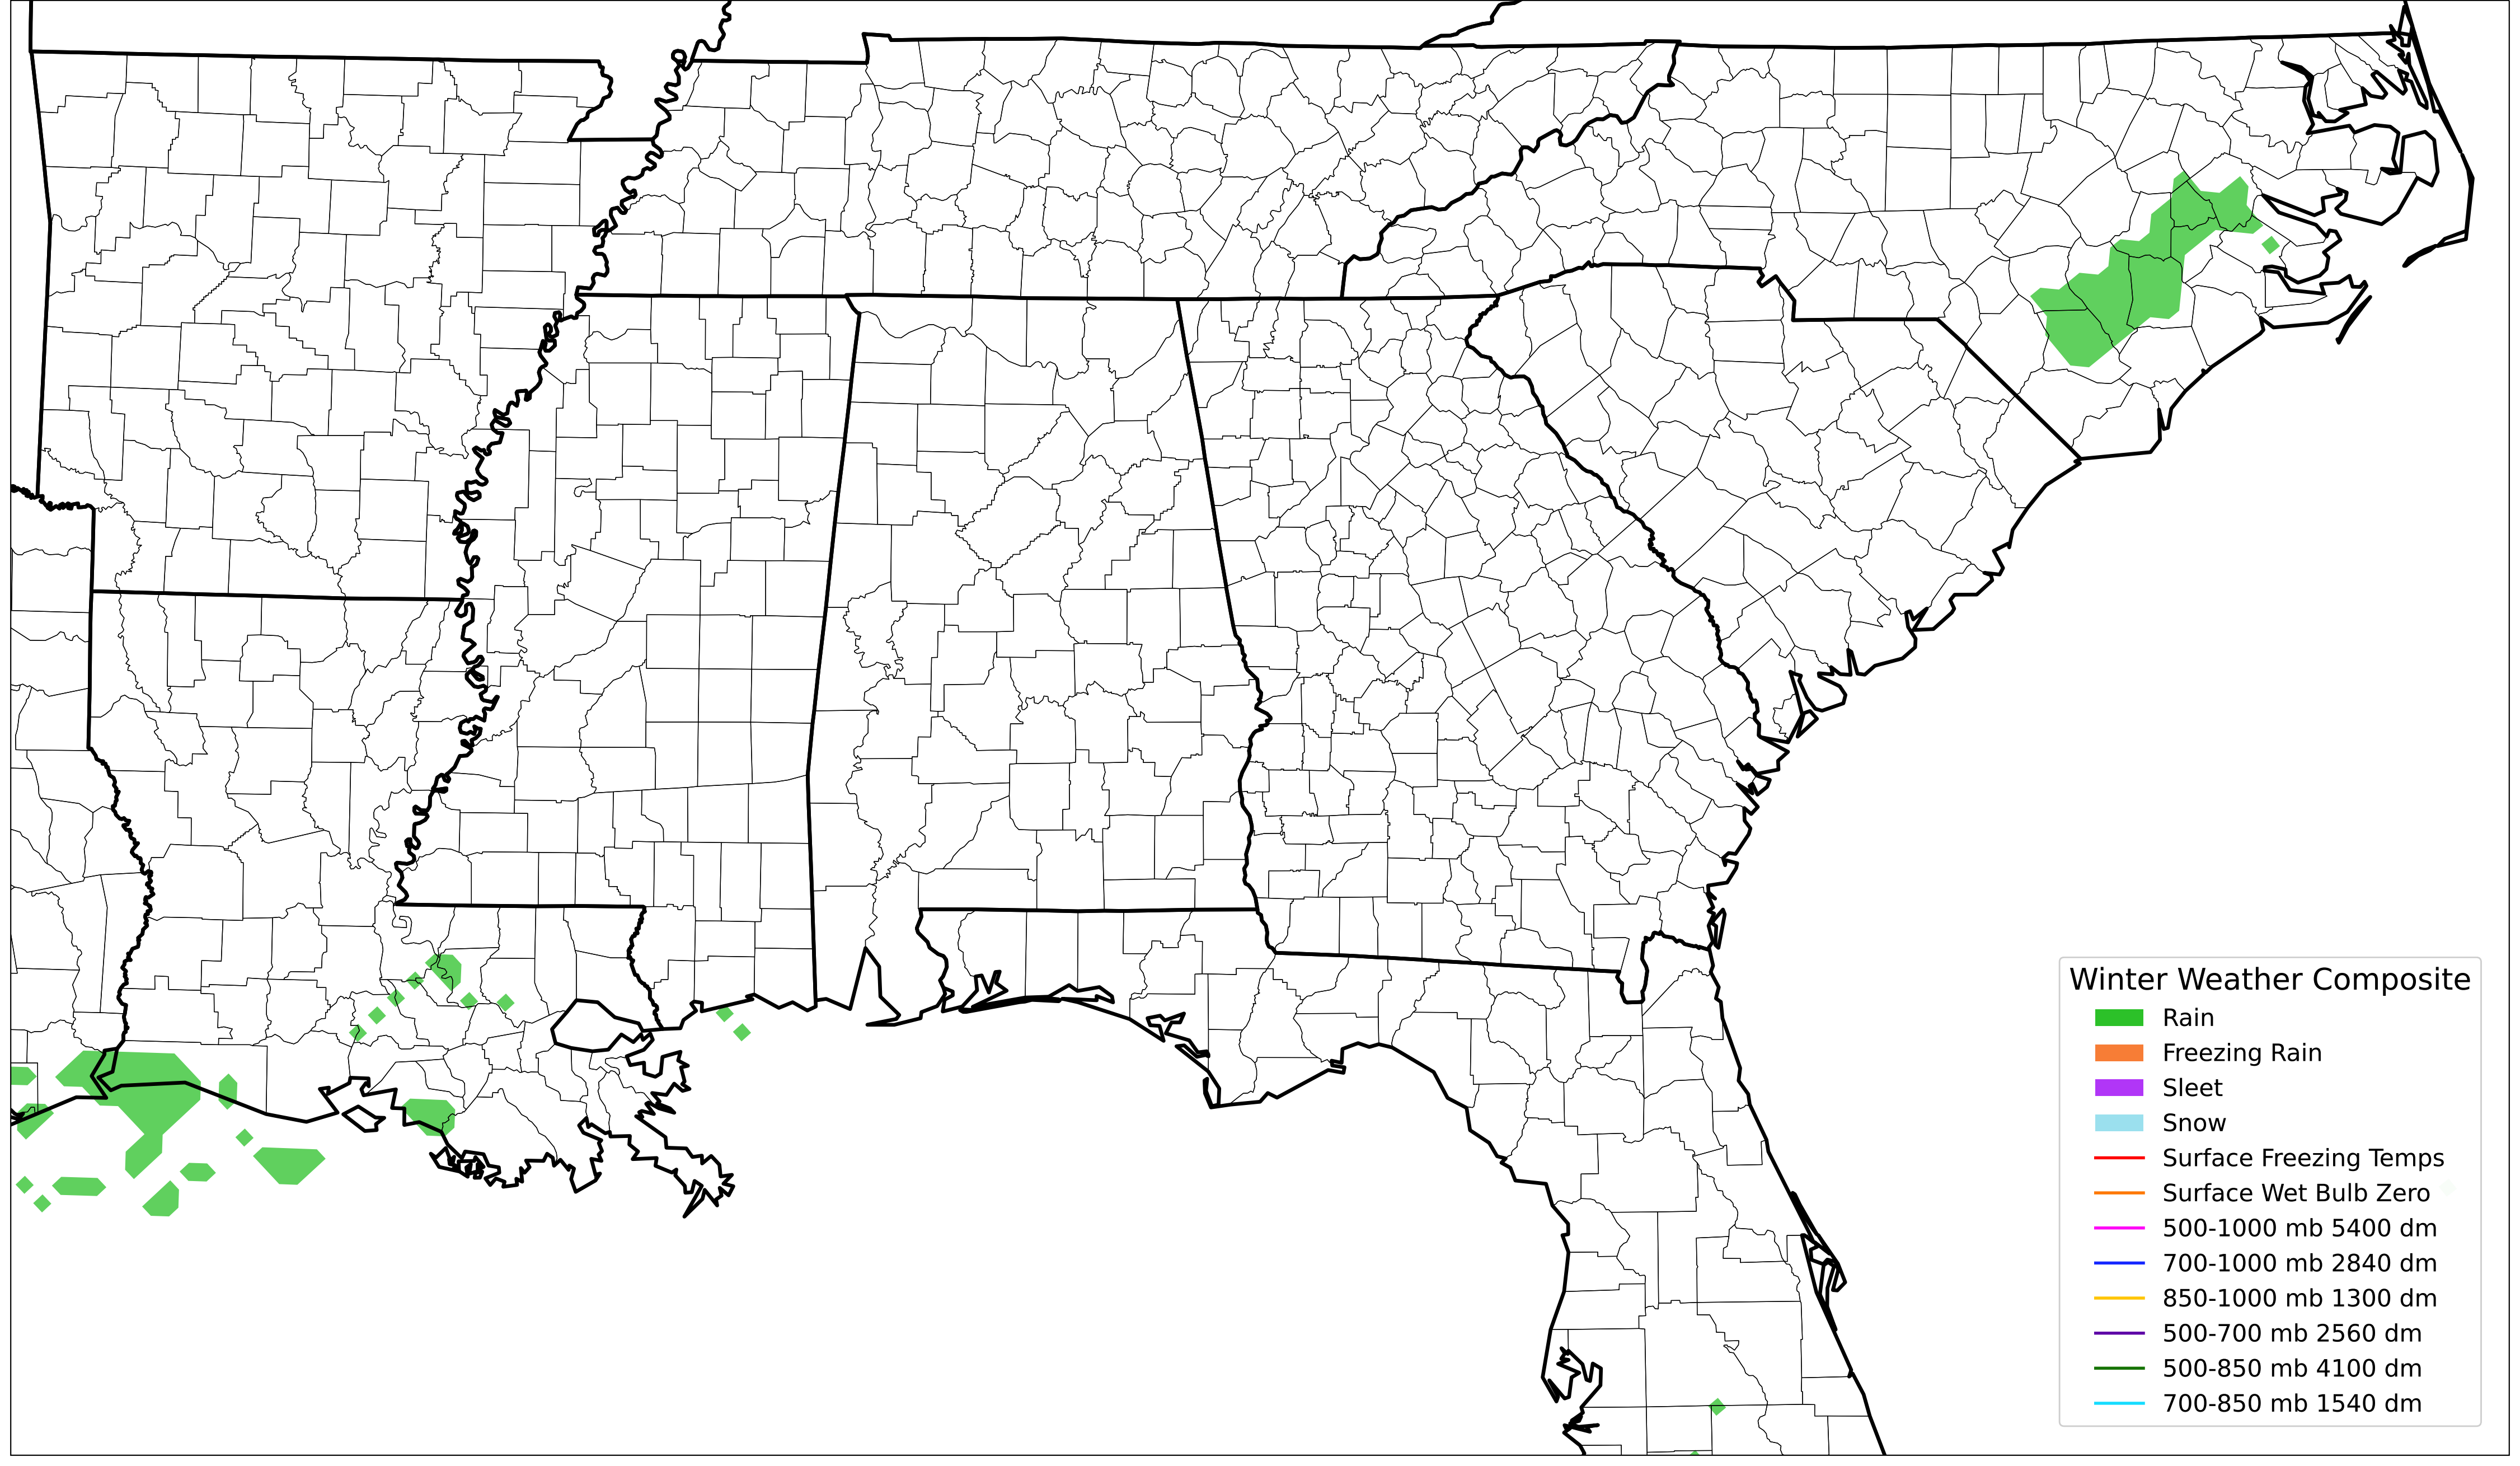 Winter Weather Composite
Rain
Freezing Rain
Sleet
Snow
Surface Freezing Temps
Surface Wet Bulb Zero
500-1000 mb 5400 dm
700-1000 mb 2840 dm
850-1000 mb 1300 dm
500-700 mb 2560 dm
500-850 mb 4100 dm
700-850 mb 1540 dm